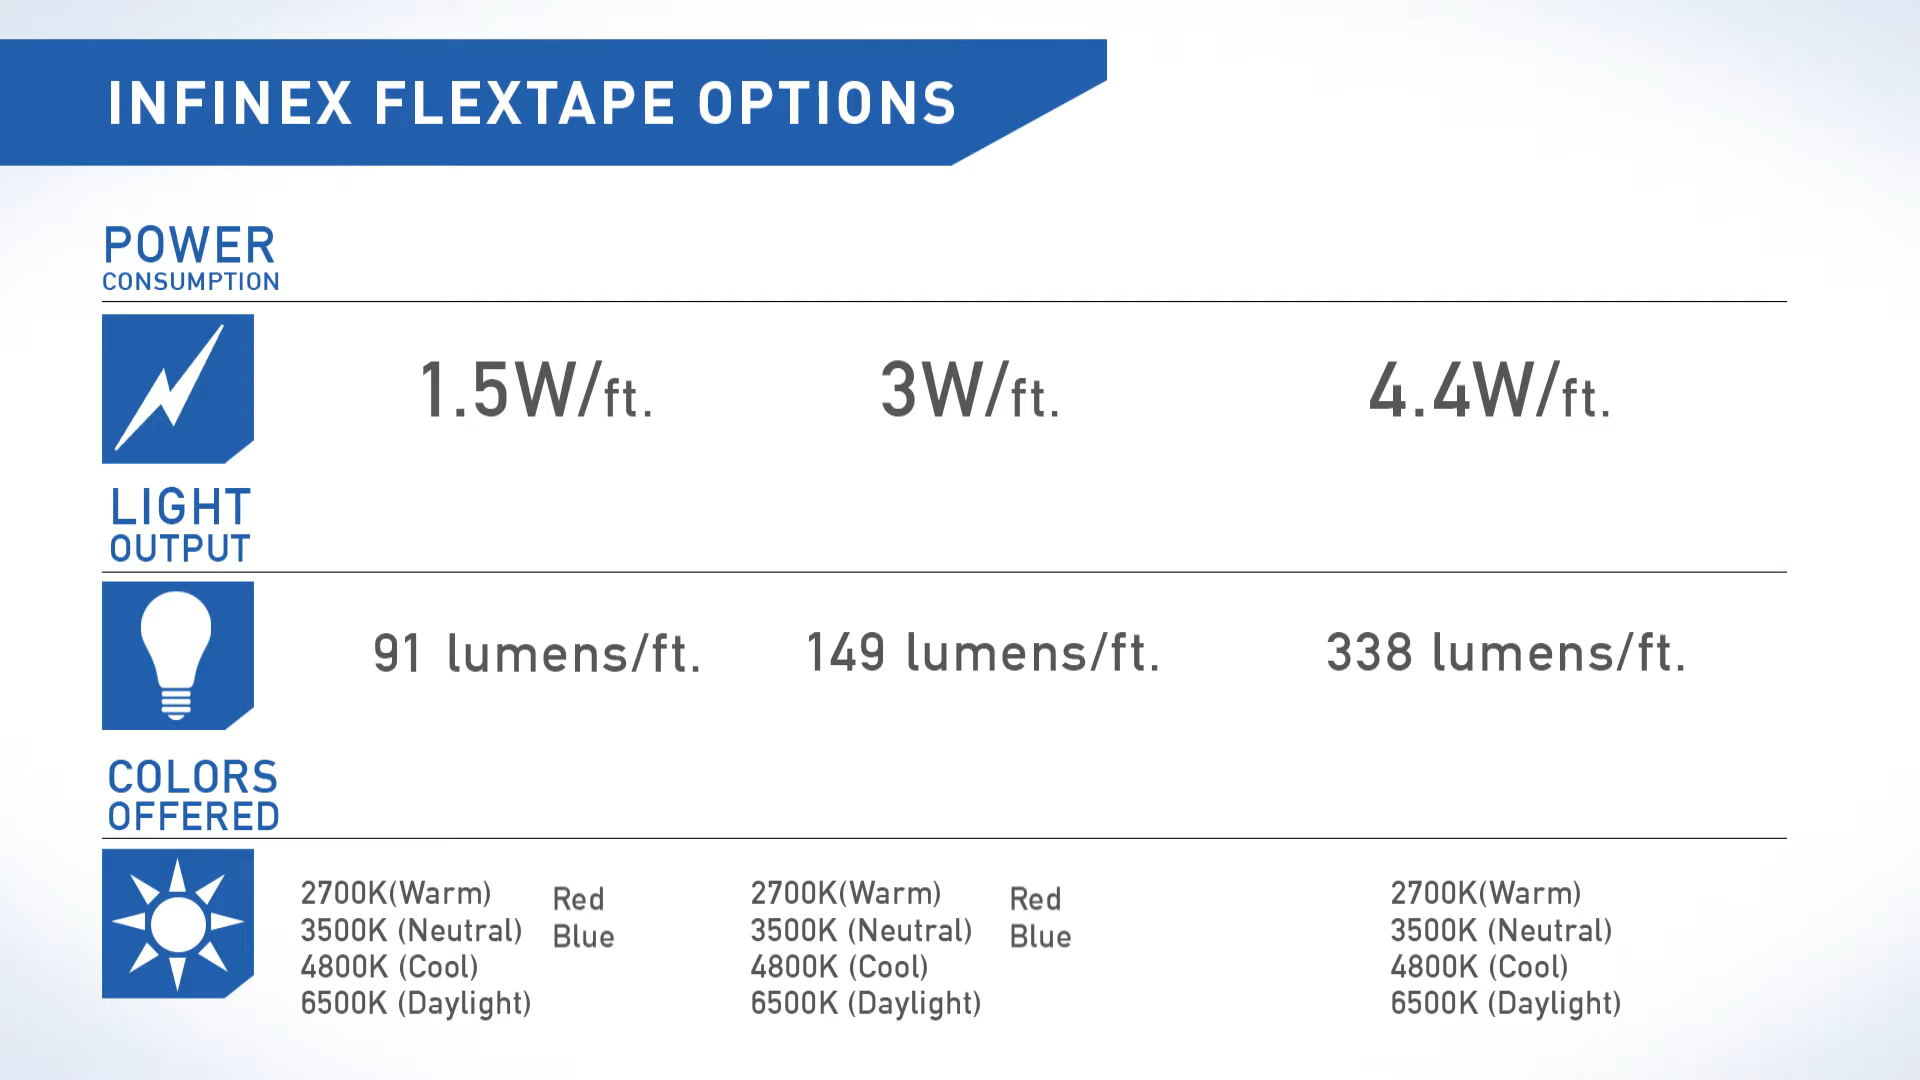 INFINEX FLEXTAPE OPTIONS
POWER
CONSUMPTION
1.5W/ft. 3W/ft. 4.4W/ft.
LIGHT
OUTPUT
91 lumens/ft. 149 lumens/ft. 338 lumens/ft.
COLORS
OFFERED
2700K(Warm) Red 2700K(Warm) Red 2700K(Warm)
3500K (Neutral) Blue 3500K (Neutral) Blue 3500K (Neutral)
4800K (Cool) 4800K (Cool) 4800K (Cool)
6500K (Daylight) 6500K (Daylight) 6500K (Daylight)